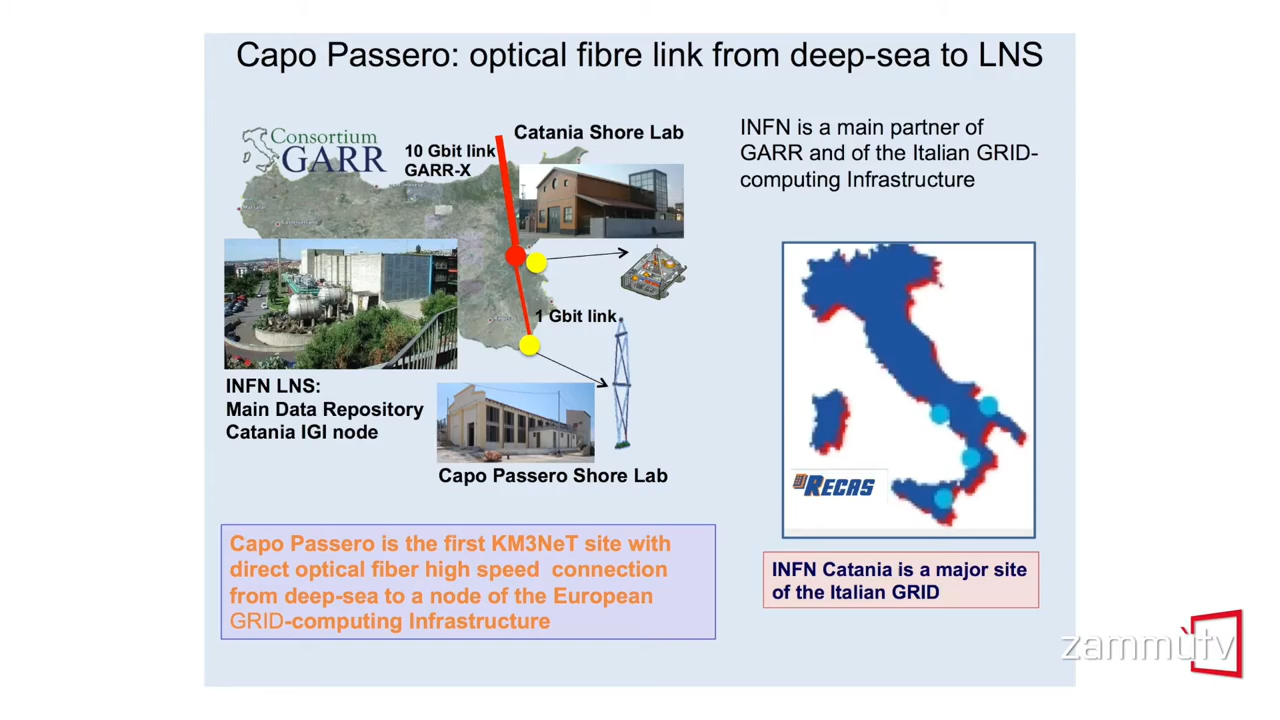 Capo Passero: optical fibre link from deep-sea to LNS
Consortium
GARR
10 Gbit link
GARR-X
Catania Shore Lab
INFN is a main partner of
GARR and of the Italian GRID-
computing Infrastructure
1 Gbit link
INFN LNS:
Main Data Repository
Catania IGI node
Capo Passero Shore Lab
RECAS
Capo Passero is the first KM3NeT site with
direct optical fiber high speed connection
from deep-sea to a node of the European
GRID-computing Infrastructure
INFN Catania is a major site
of the Italian GRID
zammùtv